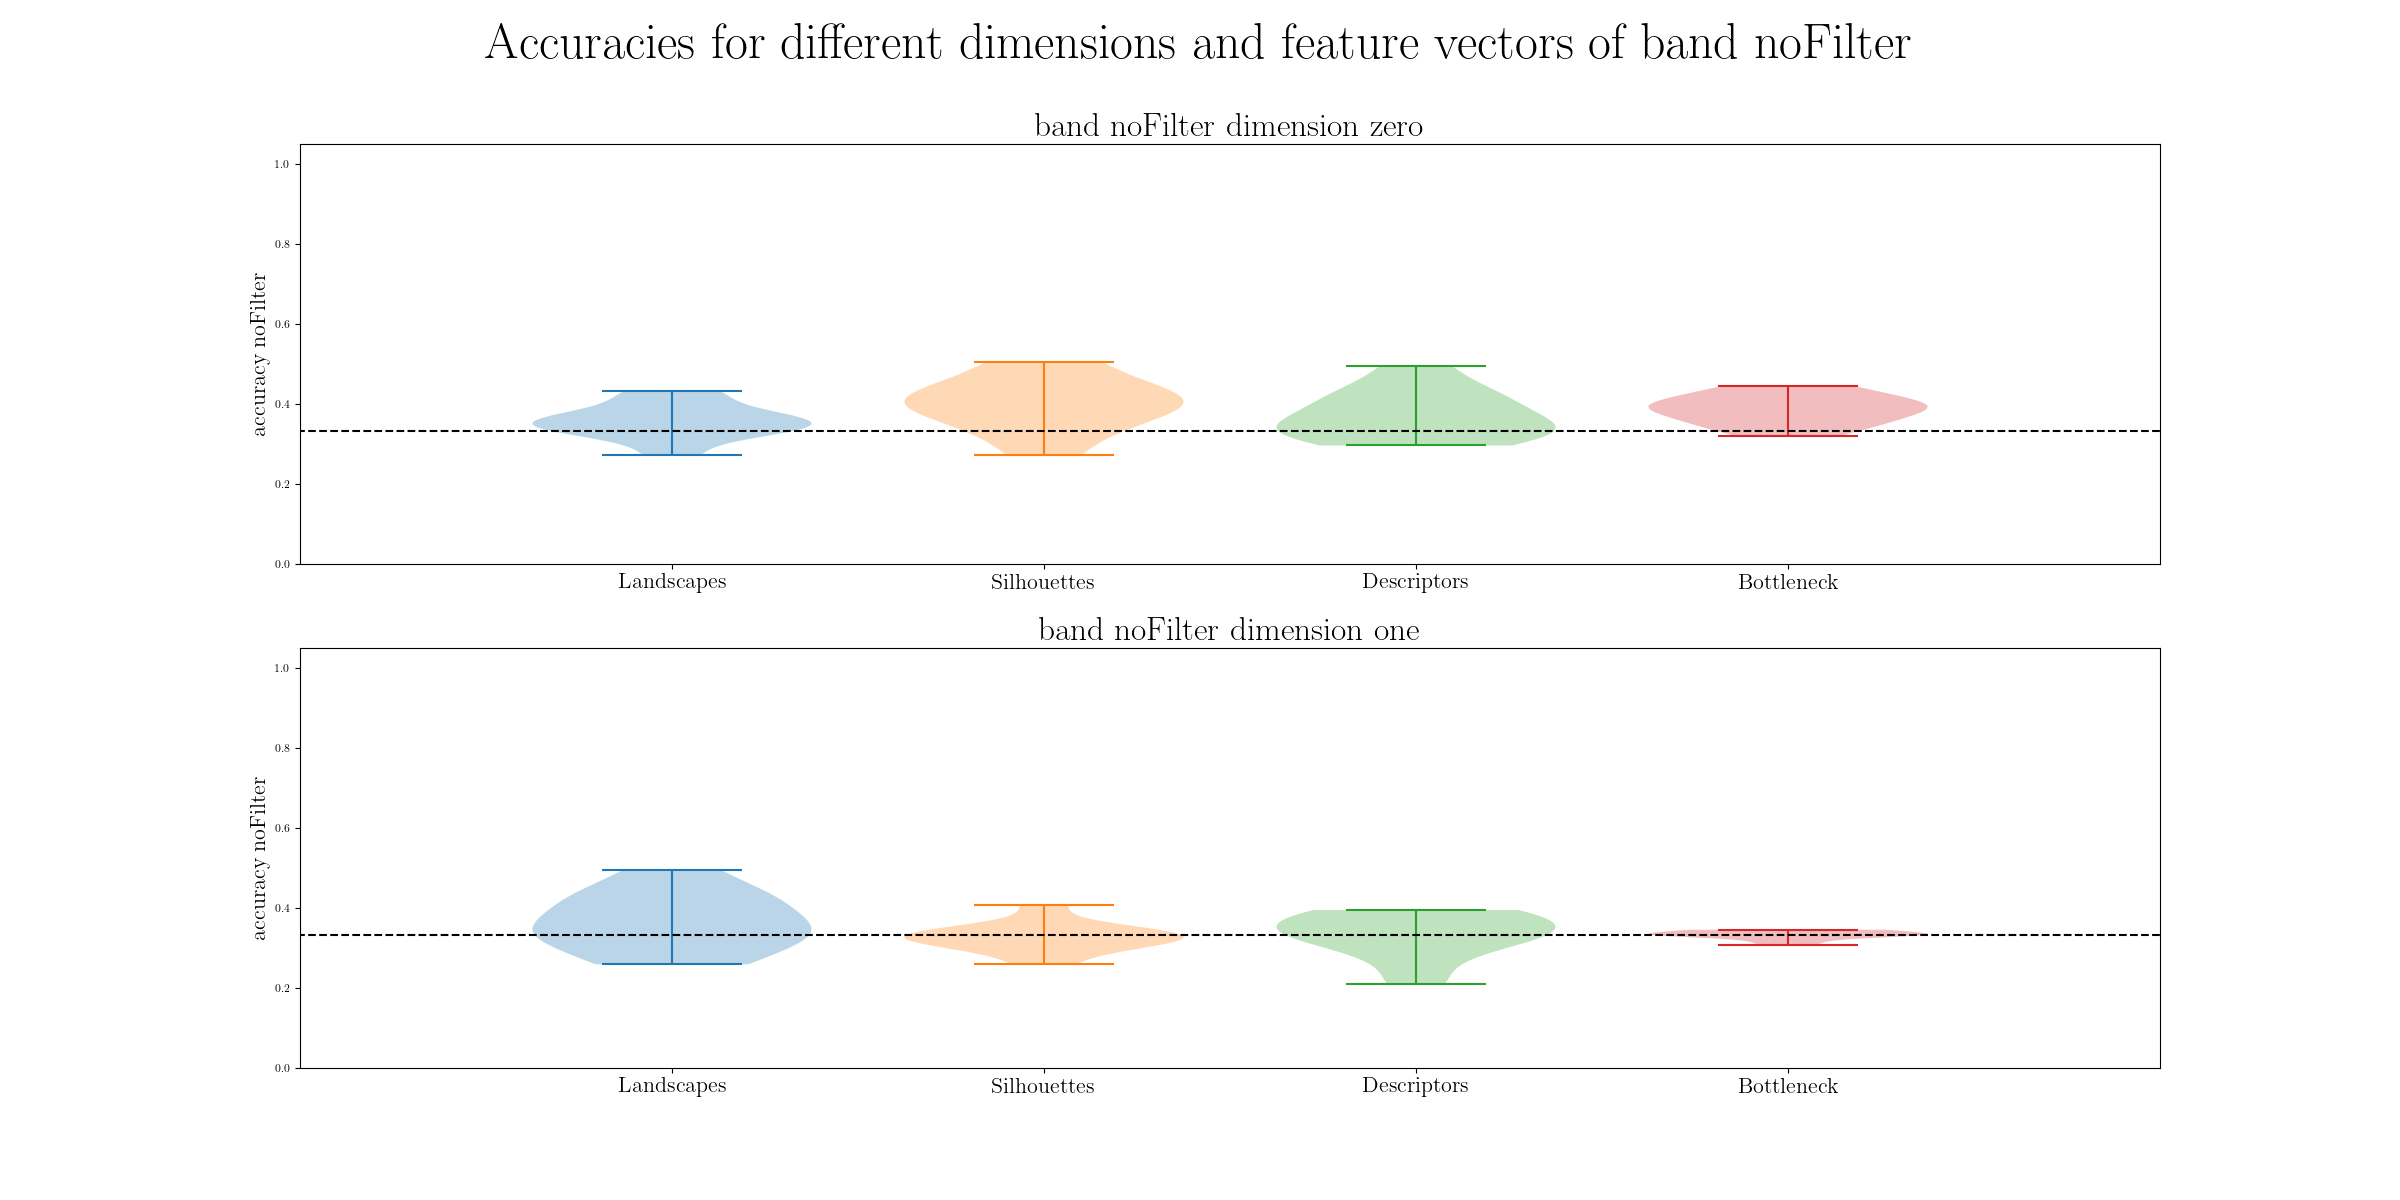 Accuracies for different dimensions and feature vectors of band noFilter
band noFilter dimension zero
accuracy noFilter
1.0
0.8
0.6
0.4
0.2
0.0
Landscapes Silhouettes Descriptors Bottleneck
band noFilter dimension one
accuracy noFilter
1.0
0.8
0.6
0.4
0.2
0.0
Landscapes Silhouettes Descriptors Bottleneck